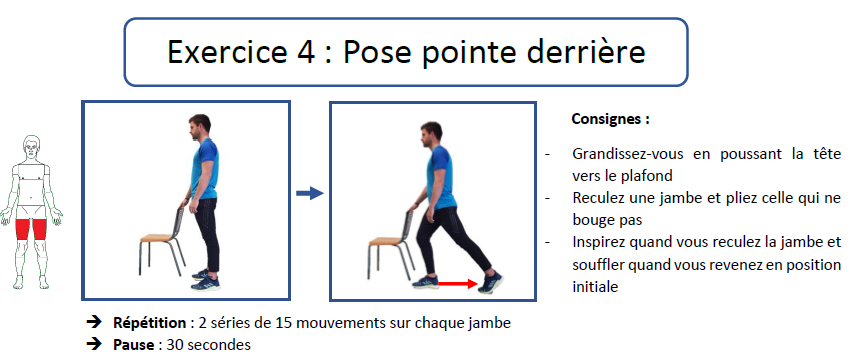 Exercice 4 : Pose pointe derrière
Consignes :
- Grandissez-vous en poussant la tête
vers le plafond
- Reculez une jambe et pliez celle qui ne
bouge pas
- Inspirez quand vous reculez la jambe et
souffler quand vous revenez en position
initiale
➔ Répétition : 2 séries de 15 mouvements sur chaque jambe
➔ Pause : 30 secondes